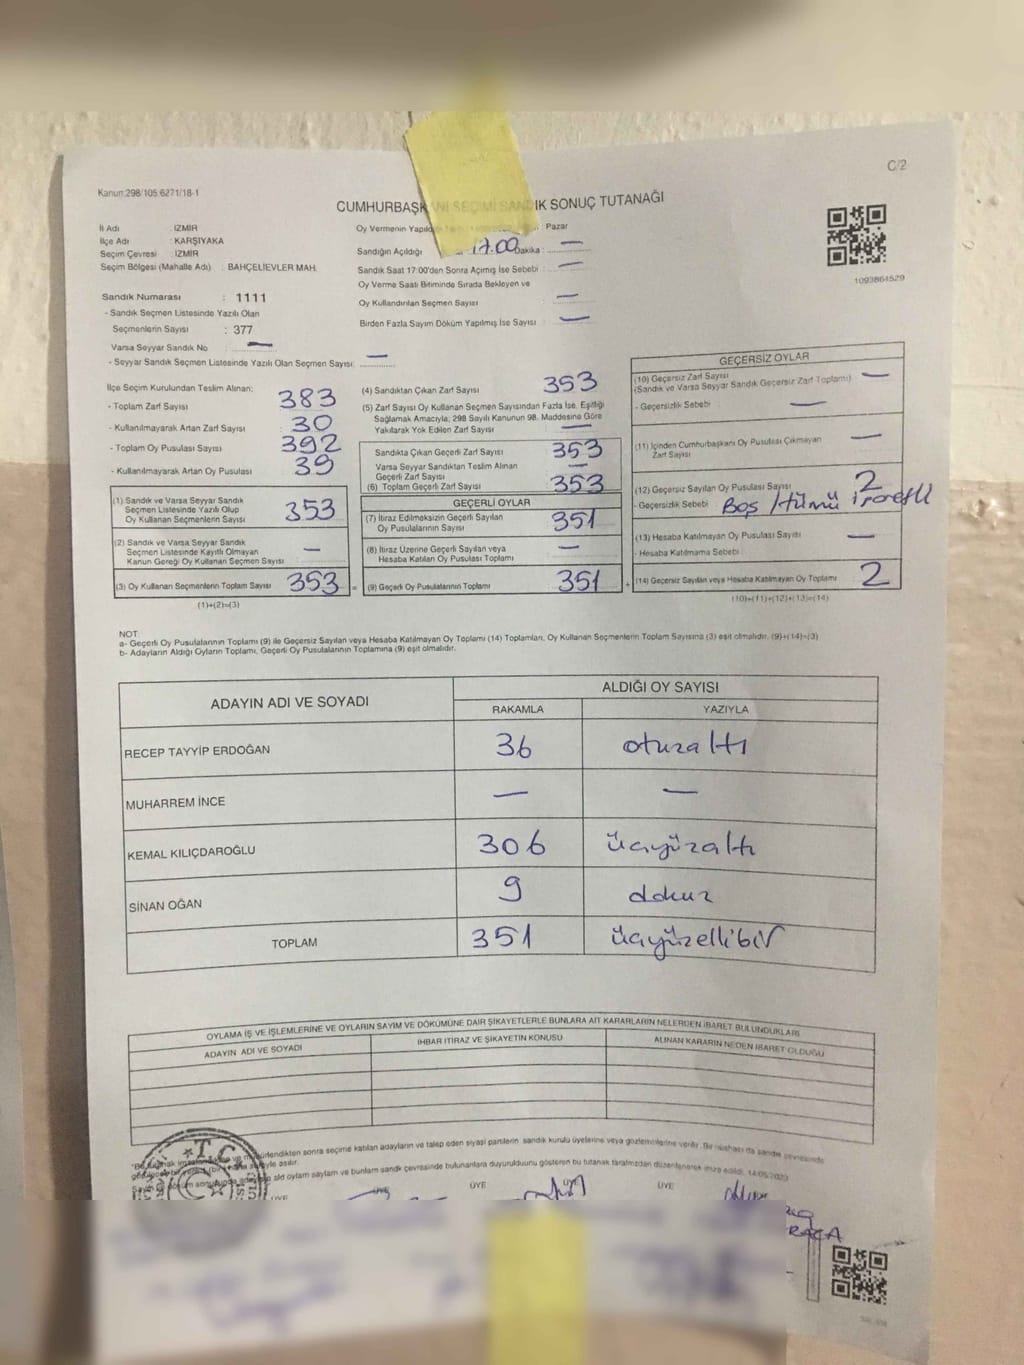 C/2
Kanun:298/105 6271/18-1
CUMHURBAŞKANI SEÇİMİ SANDIK SONUÇ TUTANAĞI
İl Adı : İZMİR
İlçe Adı : KARŞIYAKA
Seçim Çevresi : İZMİR
Seçim Bölgesi (Mahalle Adı) : BAHÇELİEVLER MAH.
Sandık Numarası : 1111
- Sandık Seçmen Listesinde Yazılı Olan
Seçmenlerin Sayısı : 377
Varsa Seyyar Sandık No : —
- Seyyar Sandık Seçmen Listesinde Yazılı Olan Seçmen Sayısı : —
Oy Vermenin Yapıldığı : Pazar
Sandığın Açıldığı 17.00 Dakika : —
Sandık Saat 17:00'den Sonra Açılmış İse Sebebi : —
Oy Verme Saati Bitiminde Sırada Bekleyen ve
Oy Kullandırılan Seçmen Sayısı : —
Birden Fazla Sayım Döküm Yapılmış İse Sayısı : —
1093864529
İlçe Seçim Kurulundan Teslim Alınan:
- Toplam Zarf Sayısı 383
- Kullanılmayarak Artan Zarf Sayısı 30
- Toplam Oy Pusulası Sayısı 392
- Kullanılmayarak Artan Oy Pusulası 39
(1) Sandık ve Varsa Seyyar Sandık
Seçmen Listesinde Yazılı Olup
Oy Kullanan Seçmenlerin Sayısı 353
(2) Sandık ve Varsa Seyyar Sandık
Seçmen Listesinde Kayıtlı Olmayan
Kanun Gereği Oy Kullanan Seçmen Sayısı —
(3) Oy Kullanan Seçmenlerin Toplam Sayısı 353 =
(1)+(2)=(3)
(4) Sandıktan Çıkan Zarf Sayısı 353
(5) Zarf Sayısı Oy Kullanan Seçmen Sayısından Fazla İse, Eşitliği
Sağlamak Amacıyla, 298 Sayılı Kanunun 98. Maddesine Göre
Yakılarak Yok Edilen Zarf Sayısı —
Sandıkta Çıkan Geçerli Zarf Sayısı 353
Varsa Seyyar Sandıktan Teslim Alınan
Geçerli Zarf Sayısı —
(6) Toplam Geçerli Zarf Sayısı 353
GEÇERLİ OYLAR
(7) İtiraz Edilmeksizin Geçerli Sayılan
Oy Pusulalarının Sayısı 351
(8) İtiraz Üzerine Geçerli Sayılan veya
Hesaba Katılan Oy Pusulası Toplamı —
(9) Geçerli Oy Pusulalarının Toplamı 351 +
GEÇERSİZ OYLAR
(10) Geçersiz Zarf Sayısı
(Sandık ve Varsa Seyyar Sandık Geçersiz Zarf Toplamı) —
- Geçersizlik Sebebi —
(11) İçinden Cumhurbaşkanı Oy Pusulası Çıkmayan
Zarf Sayısı —
(12) Geçersiz Sayılan Oy Pusulası Sayısı 2
- Geçersizlik Sebebi Boş / tümü işaretli
(13) Hesaba Katılmayan Oy Pusulası Sayısı —
- Hesaba Katılmama Sebebi
(14) Geçersiz Sayılan veya Hesaba Katılmayan Oy Toplamı 2
(10)+(11)+(12)+(13)=(14)
NOT
a- Geçerli Oy Pusulalarının Toplamı (9) ile Geçersiz Sayılan veya Hesaba Katılmayan Oy Toplamı (14) Toplamları, Oy Kullanan Seçmenlerin Toplam Sayısına (3) eşit olmalıdır. (9)+(14)=(3)
b- Adayların Aldığı Oyların Toplamı, Geçerli Oy Pusulalarının Toplamına (9) eşit olmalıdır.
ADAYIN ADI VE SOYADI ALDIĞI OY SAYISI
RAKAMLA YAZIYLA
RECEP TAYYİP ERDOĞAN 36 otuzaltı
MUHARREM İNCE — —
KEMAL KILIÇDAROĞLU 306 üçyüzaltı
SİNAN OĞAN 9 dokuz
TOPLAM 351 üçyüzellibir
OYLAMA İŞ VE İŞLEMLERİNE VE OYLARIN SAYIM VE DÖKÜMÜNE DAİR ŞİKAYETLERLE BUNLARA AİT KARARLARIN NELERDEN İBARET BULUNDUKLARI
ADAYIN ADI VE SOYADI İHBAR İTİRAZ VE ŞİKAYETİN KONUSU ALINAN KARARIN NEDEN İBARET OLDUĞU
sonra seçime katılan adayların ve talep eden siyasi partilerin sandık kurulu üyelerine veya gözlemcilerine verilir. Bir nüshası da sandık çevresinde
asılır.
oyların sayılan ve bunların sandık çevresinde bulunanlara duyurulduğunu gösteren bu tutanak tarafımızdan düzenlenerek imza edildi. 14/05/2023
T.C.
ÜYE ÜYE ÜYE ÜYE ÜYE